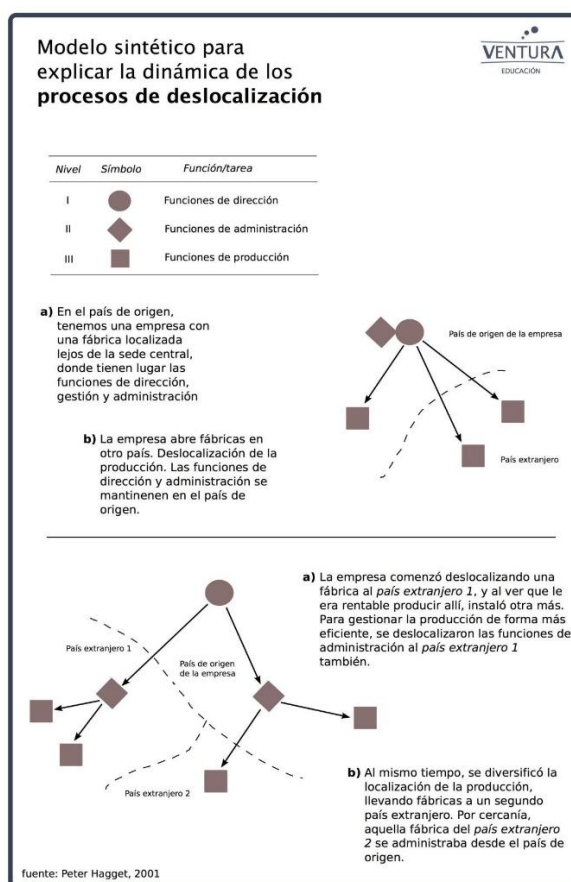 Modelo sintético para
explicar la dinámica de los
procesos de deslocalización
VENTURA
EDUCACIÓN
Nivel Símbolo Función/tarea
I Funciones de dirección
II Funciones de administración
III Funciones de producción
a) En el país de origen,
tenemos una empresa con
una fábrica localizada
lejos de la sede central,
donde tienen lugar las
funciones de dirección,
gestión y administración
País de origen de la empresa
País extranjero
b) La empresa abre fábricas en
otro país. Deslocalización de la
producción. Las funciones de
dirección y administración se
mantinenen en el país de
origen.
a) La empresa comenzó deslocalizando una
fábrica al país extranjero 1, y al ver que le
era rentable producir allí, instaló otra más.
Para gestionar la producción de forma más
eficiente, se deslocalizaron las funciones de
administración al país extranjero 1
también.
País extranjero 1
País de origen
de la empresa
País extranjero 2
b) Al mismo tiempo, se diversificó la
localización de la producción,
llevando fábricas a un segundo
país extranjero. Por cercanía,
aquella fábrica del país extranjero
2 se administraba desde el país de
origen.
fuente: Peter Hagget, 2001